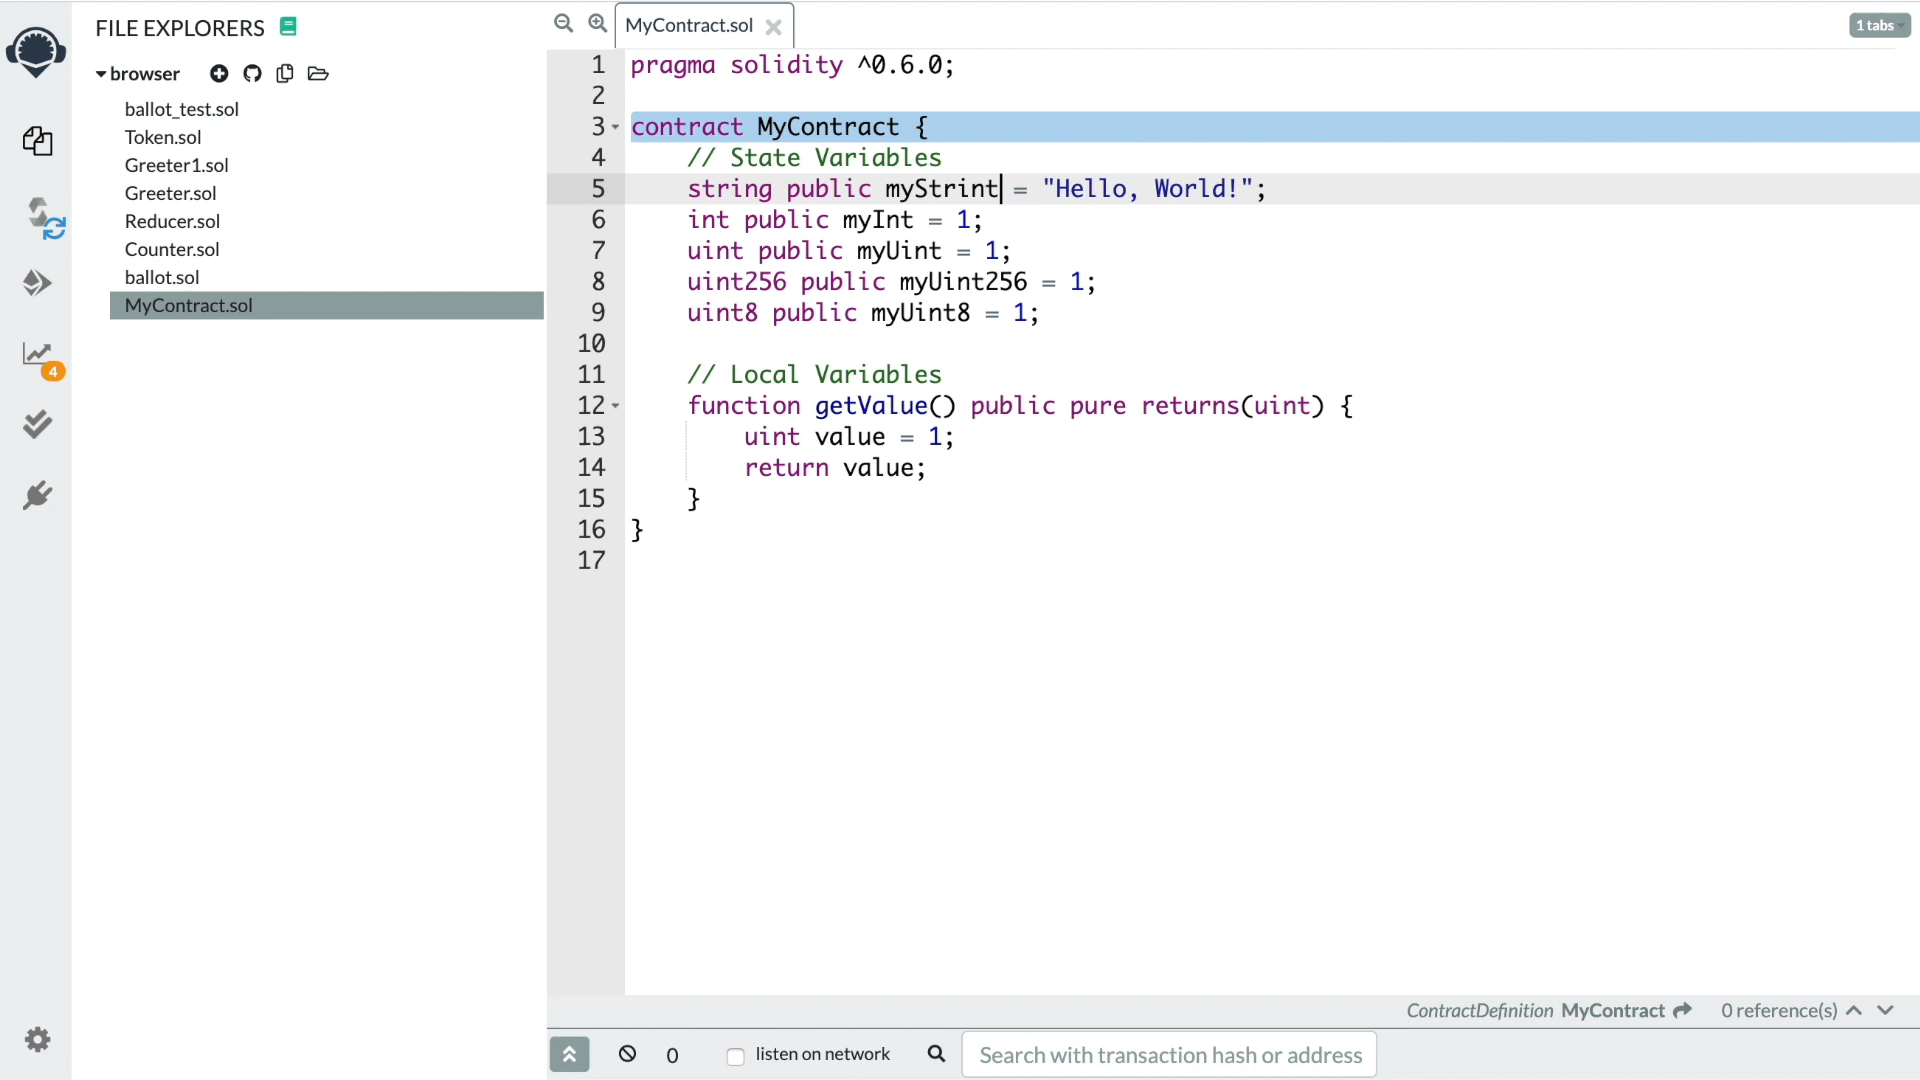 FILE EXPLORERS
browser
ballot_test.sol
Token.sol
Greeter1.sol
Greeter.sol
Reducer.sol
Counter.sol
ballot.sol
MyContract.sol
4
MyContract.sol
1 tabs
1 pragma solidity ^0.6.0;
2
3 contract MyContract {
4 // State Variables
5 string public myStrint = "Hello, World!";
6 int public myInt = 1;
7 uint public myUint = 1;
8 uint256 public myUint256 = 1;
9 uint8 public myUint8 = 1;
10
11 // Local Variables
12 function getValue() public pure returns(uint) {
13 uint value = 1;
14 return value;
15 }
16 }
17
ContractDefinition MyContract 0 reference(s)
0 listen on network Search with transaction hash or address